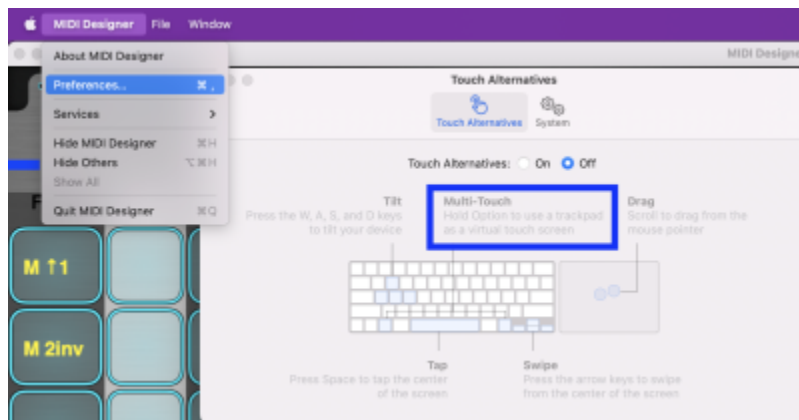 MIDI Designer File Window
MIDI Designe
About MIDI Designer
Preferences... ⌘ ,
Services >
Hide MIDI Designer ⌘H
Hide Others ⌥⌘H
Show All
Quit MIDI Designer ⌘Q
Touch Alternatives
Touch Alternatives System
Touch Alternatives: On Off
Tilt
Press the W, A, S, and D keys
to tilt your device
Multi-Touch
Hold Option to use a trackpad
as a virtual touch screen
Drag
Scroll to drag from the
mouse pointer
Tap
Press Space to tap the center
of the screen
Swipe
Press the arrow keys to swipe
from the center of the screen
F
M ↑1
M 2inv